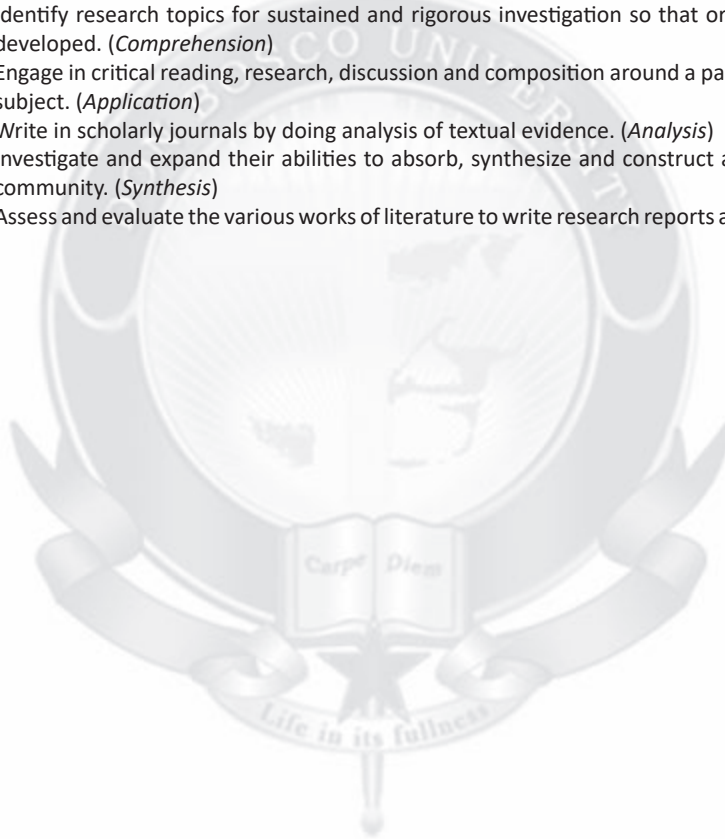 dentify research topics for sustained and rigorous investigation so that or
developed. (Comprehension)
Engage in critical reading, research, discussion and composition around a pa
subject. (Application)
Write in scholarly journals by doing analysis of textual evidence. (Analysis)
nvestigate and expand their abilities to absorb, synthesize and construct a
community. (Synthesis)
Assess and evaluate the various works of literature to write research reports a
DON BOSCO UNIVERSITY
Carpe Diem
Life in its fullness